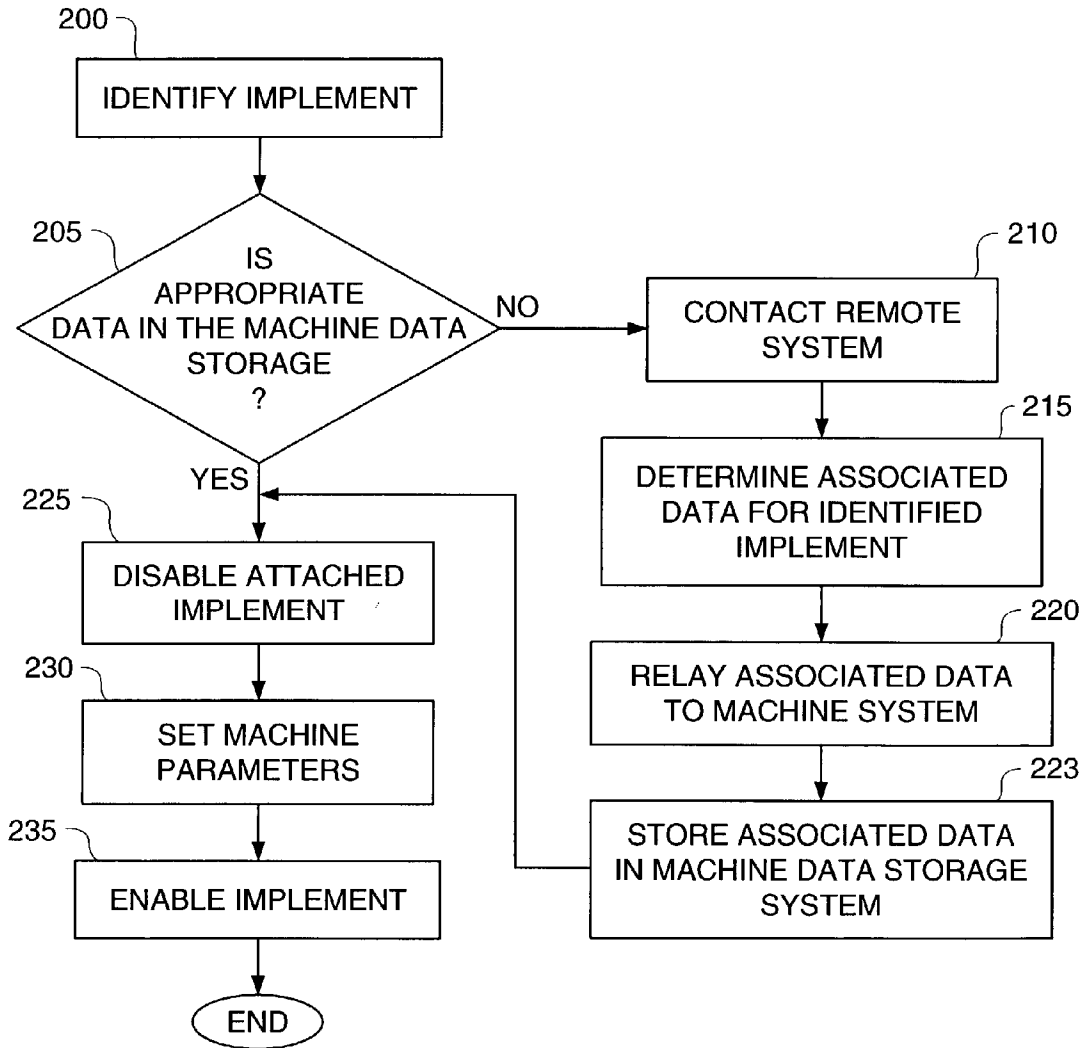 200
IDENTIFY IMPLEMENT
205
IS
APPROPRIATE
DATA IN THE MACHINE DATA
STORAGE
?
NO
210
CONTACT REMOTE
SYSTEM
215
DETERMINE ASSOCIATED
DATA FOR IDENTIFIED
IMPLEMENT
220
RELAY ASSOCIATED DATA
TO MACHINE SYSTEM
223
STORE ASSOCIATED DATA
IN MACHINE DATA STORAGE
SYSTEM
YES
225
DISABLE ATTACHED
IMPLEMENT
230
SET MACHINE
PARAMETERS
235
ENABLE IMPLEMENT
END